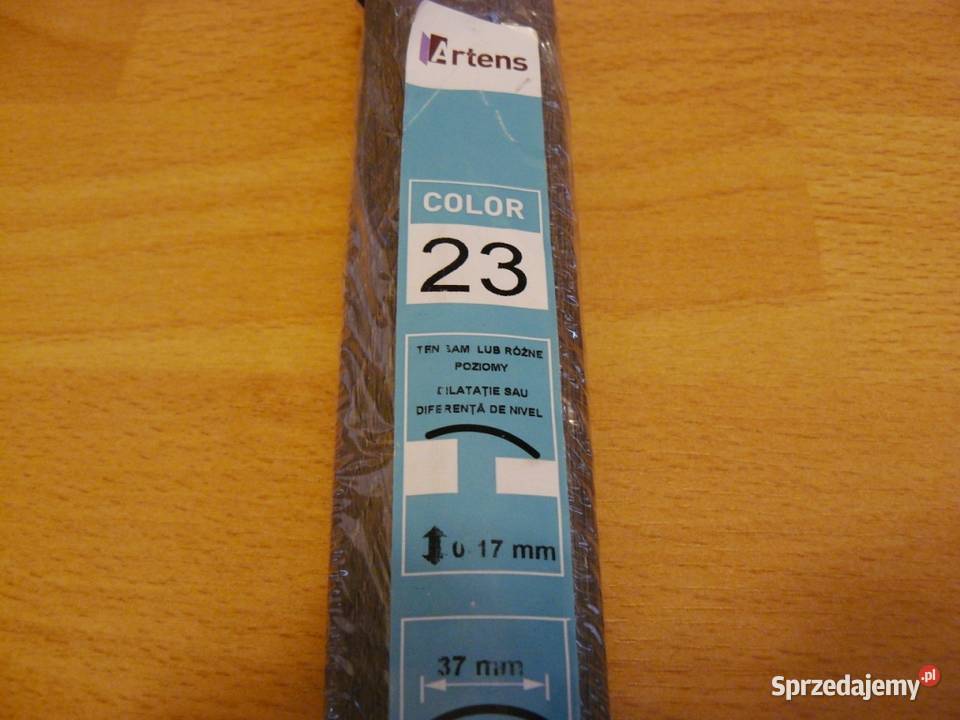 Artens
COLOR
23
TEN SAM LUB RÓŻNE
POZIOMY
DILATAȚIE SAU
DIFERENȚĂ DE NIVEL
0-17 mm
37 mm
Sprzedajemy.pl